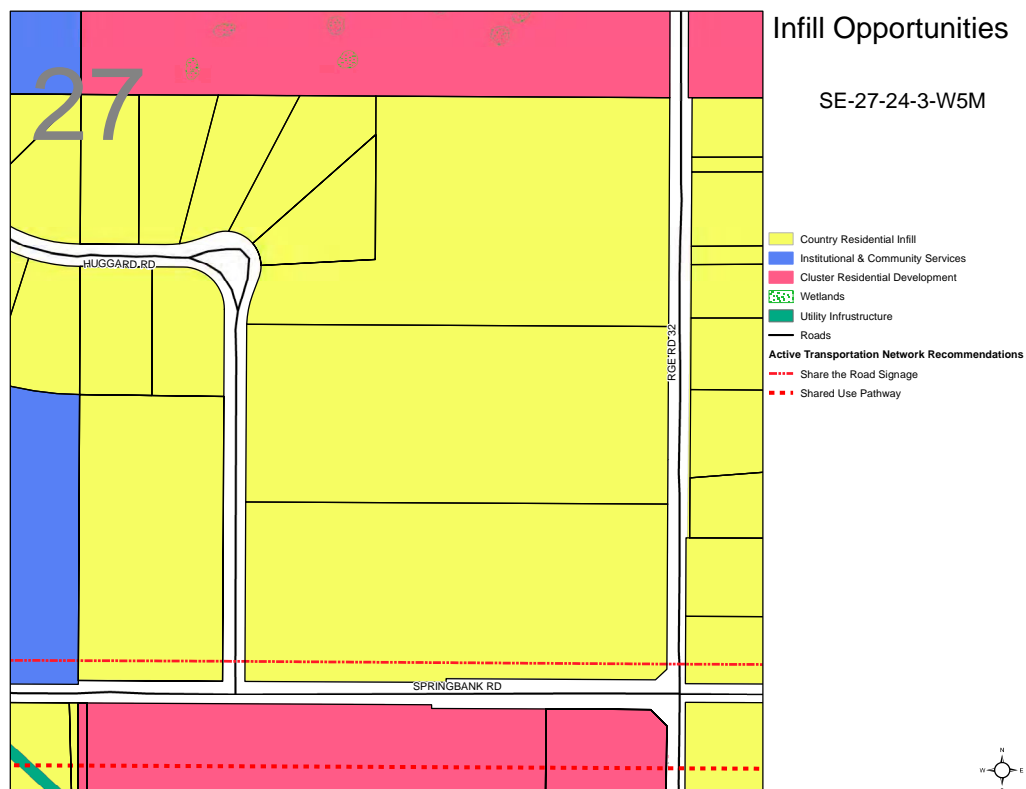 Infill Opportunities
SE-27-24-3-W5M
27
HUGGARD RD
RGE RD 32
SPRINGBANK RD
Country Residential Infill
Institutional & Community Services
Cluster Residential Development
Wetlands
Utility Infrustructure
Roads
Active Transportation Network Recommendations
Share the Road Signage
Shared Use Pathway
N
W
E